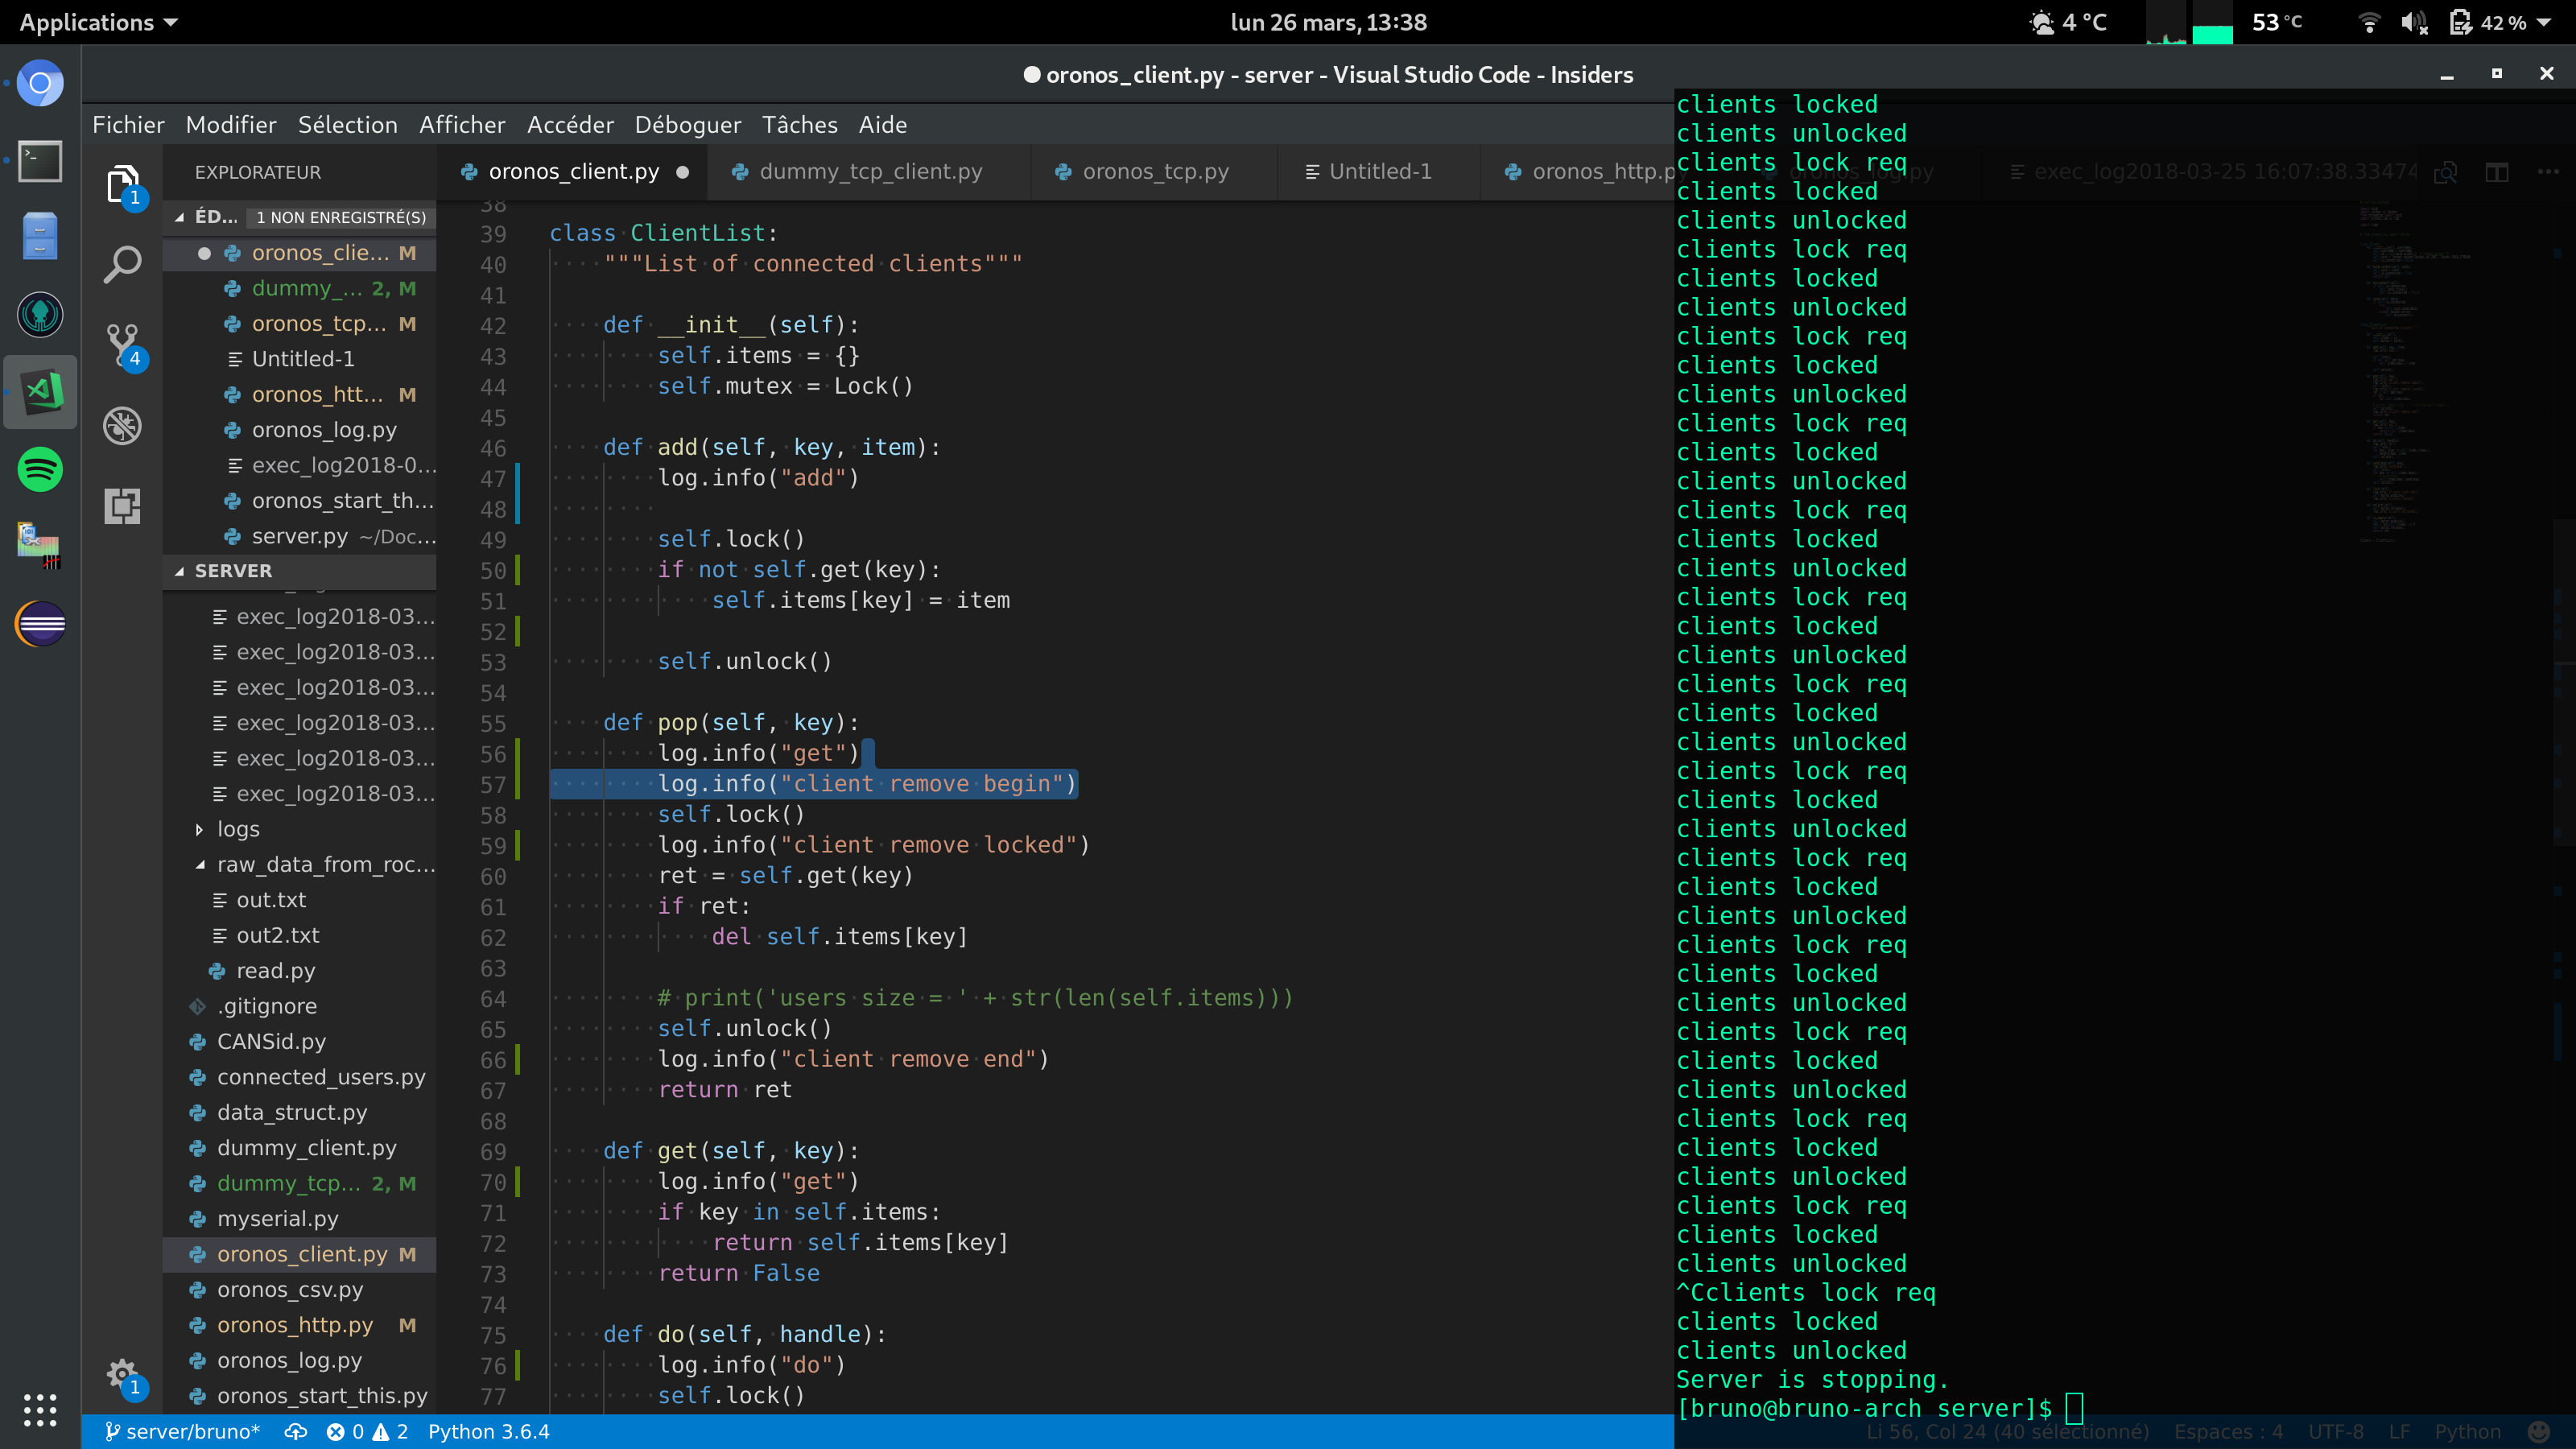 Applications
lun 26 mars, 13:38
4 °C
53 °C
42 %
oronos_client.py - server - Visual Studio Code - Insiders
Fichier Modifier Sélection Afficher Accéder Déboguer Tâches Aide
EXPLORATEUR
ÉD... 1 NON ENREGISTRÉ(S)
oronos_clie... M
dummy_... 2, M
oronos_tcp... M
Untitled-1
oronos_htt... M
oronos_log.py
exec_log2018-0...
oronos_start_th...
server.py ~/Doc...
SERVER
exec_log2018-03...
exec_log2018-03...
exec_log2018-03...
exec_log2018-03...
exec_log2018-03...
exec_log2018-03...
logs
raw_data_from_roc...
out.txt
out2.txt
read.py
.gitignore
CANSid.py
connected_users.py
data_struct.py
dummy_client.py
dummy_tcp... 2, M
myserial.py
oronos_client.py M
oronos_csv.py
oronos_http.py M
oronos_log.py
oronos_start_this.py
1
4
1
oronos_client.py dummy_tcp_client.py oronos_tcp.py Untitled-1 oronos_http.py oronos_log.py exec_log2018-03-25 16:07:38.33474
38
39 class ClientList:
40 """List of connected clients"""
41
42 def __init__(self):
43 self.items = {}
44 self.mutex = Lock()
45
46 def add(self, key, item):
47 log.info("add")
48
49 self.lock()
50 if not self.get(key):
51 self.items[key] = item
52
53 self.unlock()
54
55 def pop(self, key):
56 log.info("get")
57 log.info("client remove begin")
58 self.lock()
59 log.info("client remove locked")
60 ret = self.get(key)
61 if ret:
62 del self.items[key]
63
64 # print('users size = ' + str(len(self.items)))
65 self.unlock()
66 log.info("client remove end")
67 return ret
68
69 def get(self, key):
70 log.info("get")
71 if key in self.items:
72 return self.items[key]
73 return False
74
75 def do(self, handle):
76 log.info("do")
77 self.lock()
clients locked
clients unlocked
clients lock req
clients locked
clients unlocked
clients lock req
clients locked
clients unlocked
clients lock req
clients locked
clients unlocked
clients lock req
clients locked
clients unlocked
clients lock req
clients locked
clients unlocked
clients lock req
clients locked
clients unlocked
clients lock req
clients locked
clients unlocked
clients lock req
clients locked
clients unlocked
clients lock req
clients locked
clients unlocked
clients lock req
clients locked
clients unlocked
clients lock req
clients locked
clients unlocked
clients lock req
clients locked
clients unlocked
clients lock req
clients locked
clients unlocked
^Cclients lock req
clients locked
clients unlocked
Server is stopping.
[bruno@bruno-arch server]$
server/bruno* 0 2 Python 3.6.4
Li 56, Col 24 (40 sélectionné) Espaces : 4 UTF-8 LF Python